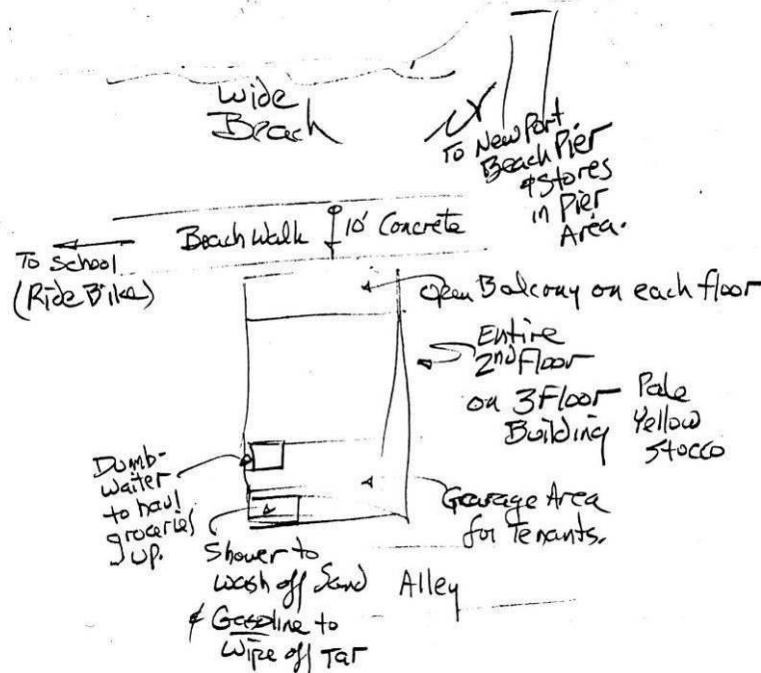 Wide
Beach
To Newport
Beach Pier
& Stores
in Pier
Area.
Beach Walk 10' Concrete
To School
(Ride Bike)
Open Balcony on each floor
Entire
2nd Floor
on 3 Floor
Building
Pale
Yellow
Stocco
Dumb-
waiter
to haul
groceries
up.
Garage Area
for Tenants.
Shower to
wash off Sand
& Gasoline to
Wipe off Tar
Alley